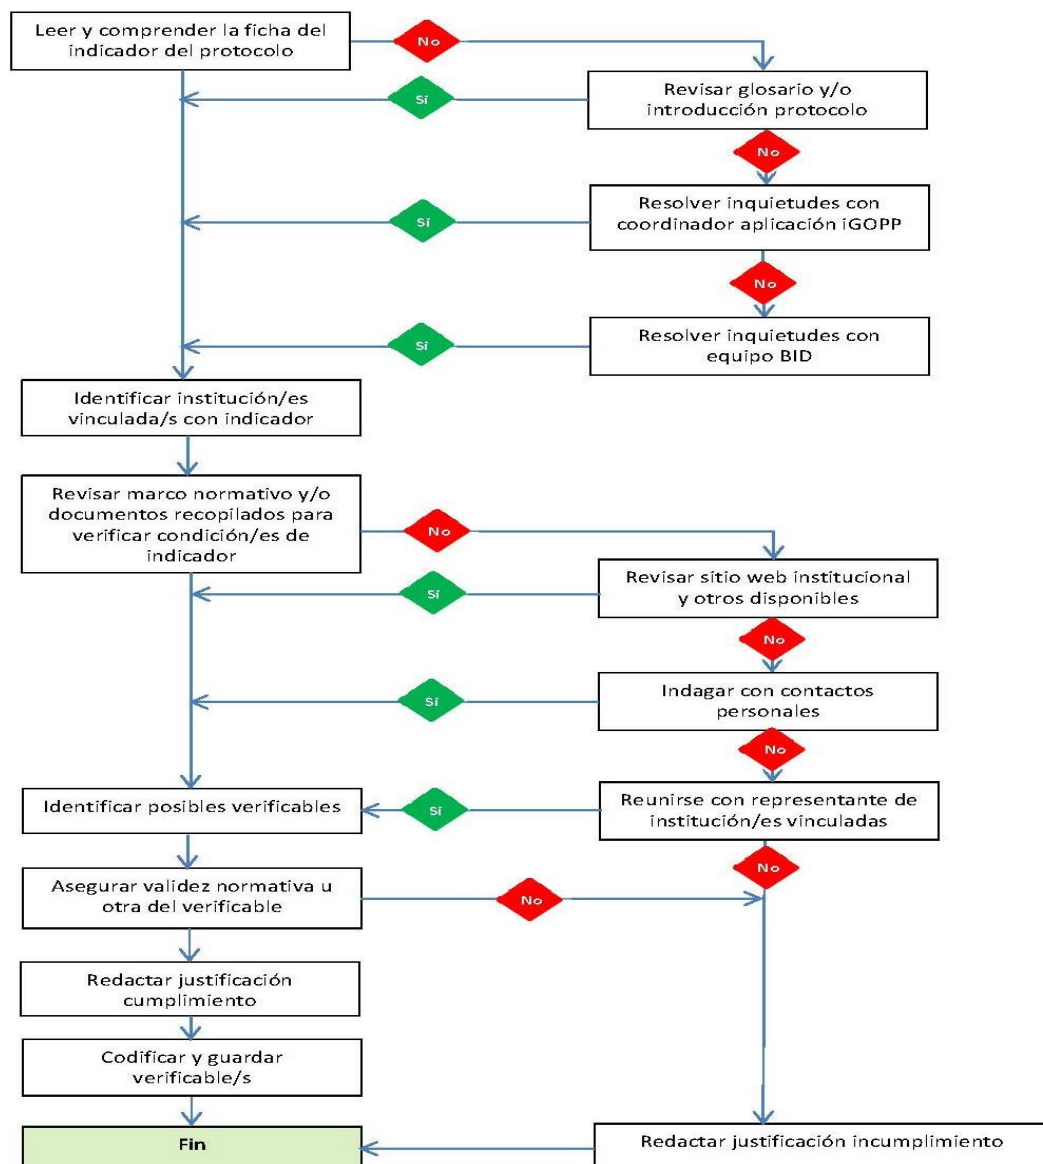 Leer y comprender la ficha del
indicador del protocolo
No
Revisar glosario y/o
introducción protocolo
Sí
No
Resolver inquietudes con
coordinador aplicación iGOPP
Sí
No
Resolver inquietudes con
equipo BID
Sí
Identificar institución/es
vinculada/s con indicador
Revisar marco normativo y/o
documentos recopilados para
verificar condición/es de
indicador
No
Revisar sitio web institucional
y otros disponibles
Sí
No
Indagar con contactos
personales
Sí
No
Identificar posibles verificables
Sí
Reunirse con representante de
institución/es vinculadas
No
Asegurar validez normativa u
otra del verificable
No
Redactar justificación
cumplimiento
Codificar y guardar
verificable/s
Fin
Redactar justificación incumplimiento